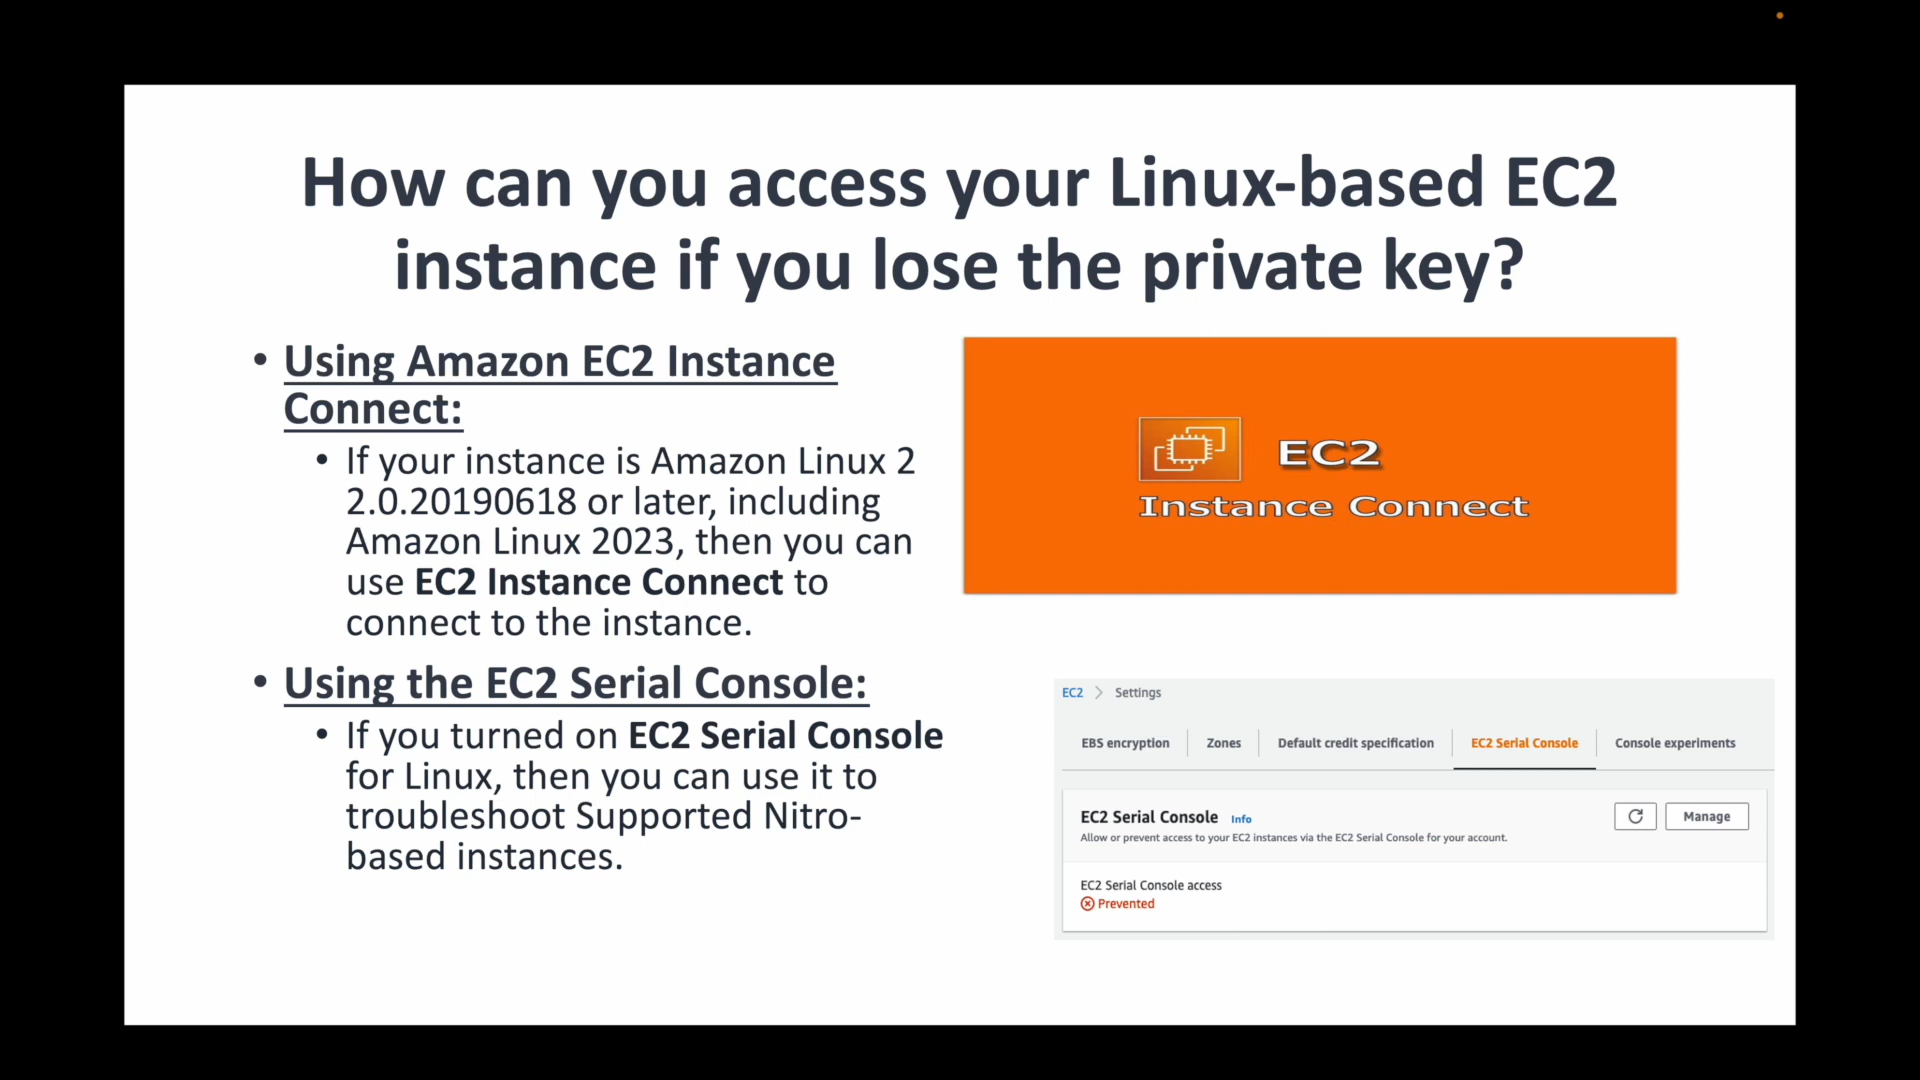 How can you access your Linux-based EC2
instance if you lose the private key?
• Using Amazon EC2 Instance
Connect:
• If your instance is Amazon Linux 2
2.0.20190618 or later, including
Amazon Linux 2023, then you can
use EC2 Instance Connect to
connect to the instance.
• Using the EC2 Serial Console:
• If you turned on EC2 Serial Console
for Linux, then you can use it to
troubleshoot Supported Nitro-
based instances.
EC2
Instance Connect
EC2 > Settings
EBS encryption Zones Default credit specification EC2 Serial Console Console experiments
EC2 Serial Console Info Manage
Allow or prevent access to your EC2 instances via the EC2 Serial Console for your account.
EC2 Serial Console access
Prevented